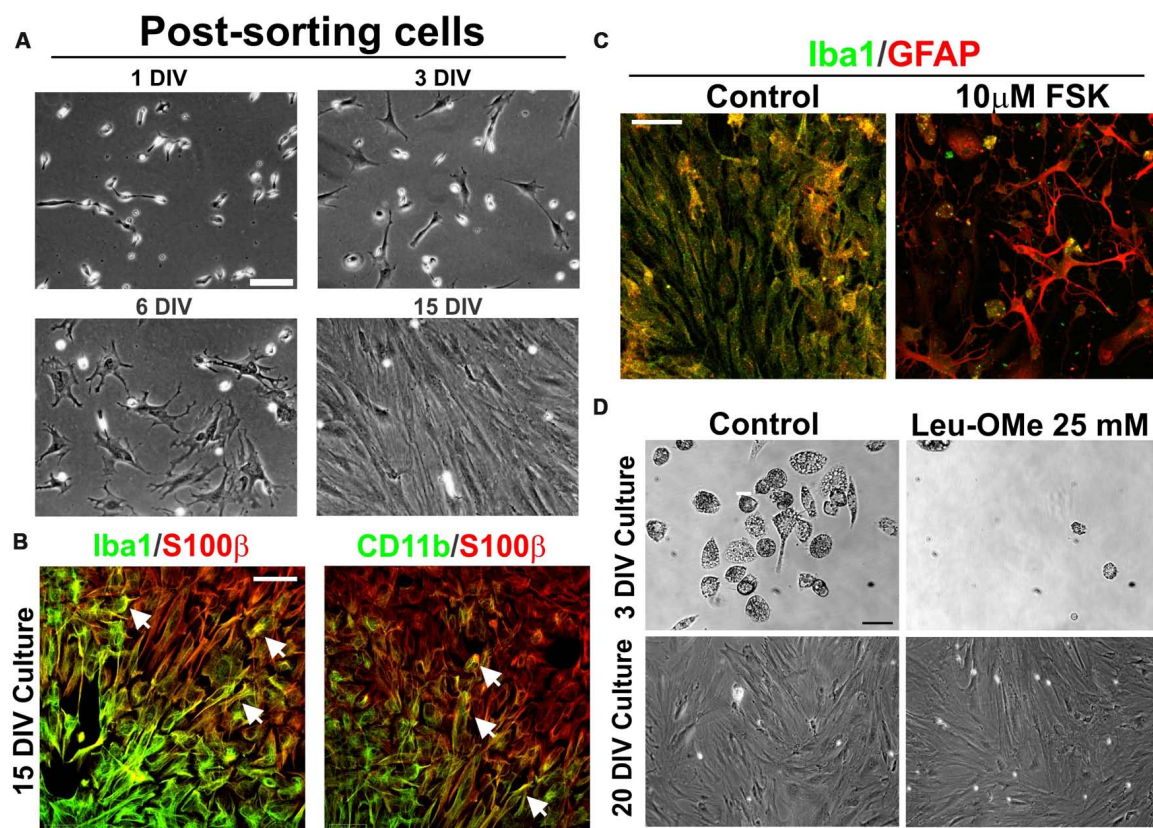 A
Post-sorting cells
1 DIV
3 DIV
6 DIV
15 DIV
B
Iba1/S100β
CD11b/S100β
15 DIV Culture
C
Iba1/GFAP
Control
10μM FSK
D
Control
Leu-OMe 25 mM
3 DIV Culture
20 DIV Culture